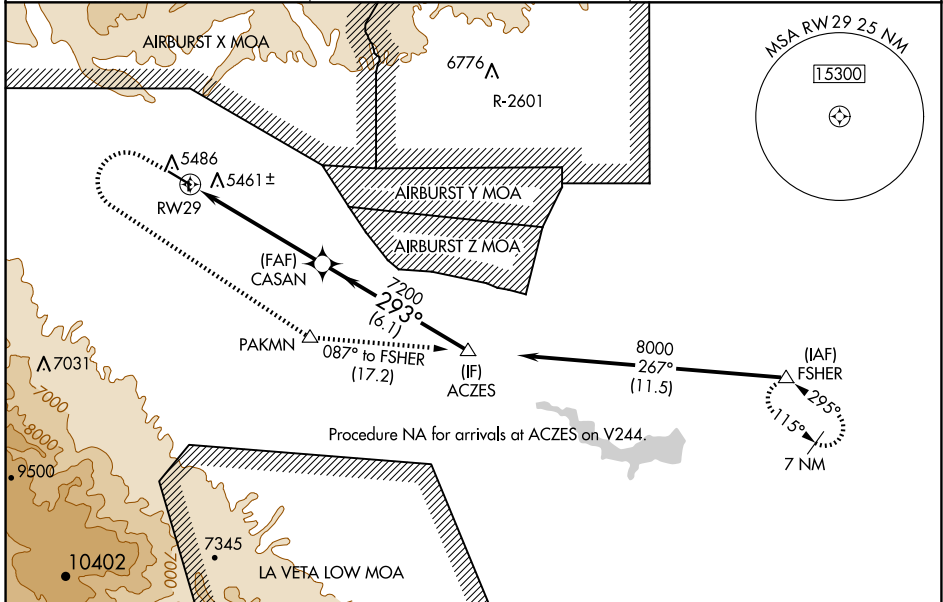 AIRBURST X MOA
6776
R-2601
MSA RW 29 25 NM
15300
5486
5461±
RW29
AIRBURST Y MOA
AIRBURST Z MOA
(FAF)
CASAN
7200
293°
(6.1)
PAKMN
087° to FSHER
(17.2)
(IF)
ACZES
8000
267°
(11.5)
(IAF)
FSHER
295°
115°
7 NM
7031
7000
8000
9500
Procedure NA for arrivals at ACZES on V244.
10402
7000
7345
LA VETA LOW MOA